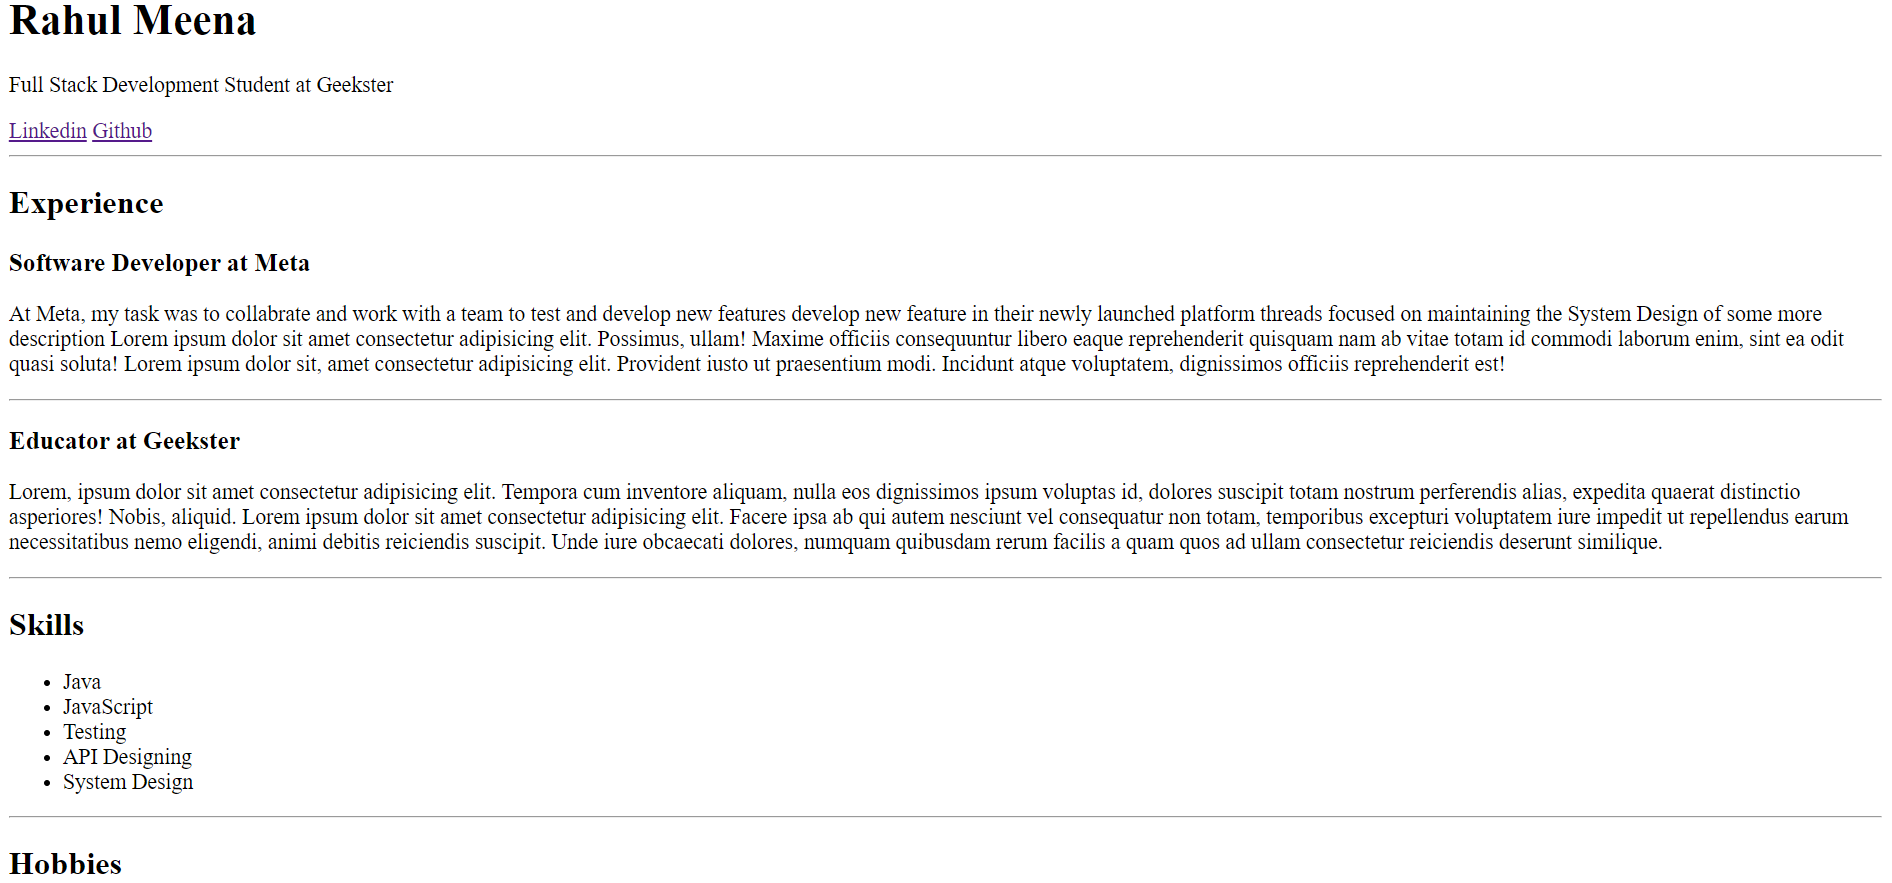 Rahul Meena
Full Stack Development Student at Geekster
Linkedin Github
Experience
Software Developer at Meta
At Meta, my task was to collabrate and work with a team to test and develop new features develop new feature in their newly launched platform threads focused on maintaining the System Design of some more
description Lorem ipsum dolor sit amet consectetur adipisicing elit. Possimus, ullam! Maxime officiis consequuntur libero eaque reprehenderit quisquam nam ab vitae totam id commodi laborum enim, sint ea odit
quasi soluta! Lorem ipsum dolor sit, amet consectetur adipisicing elit. Provident iusto ut praesentium modi. Incidunt atque voluptatem, dignissimos officiis reprehenderit est!
Educator at Geekster
Lorem, ipsum dolor sit amet consectetur adipisicing elit. Tempora cum inventore aliquam, nulla eos dignissimos ipsum voluptas id, dolores suscipit totam nostrum perferendis alias, expedita quaerat distinctio
asperiores! Nobis, aliquid. Lorem ipsum dolor sit amet consectetur adipisicing elit. Facere ipsa ab qui autem nesciunt vel consequatur non totam, temporibus excepturi voluptatem iure impedit ut repellendus earum
necessitatibus nemo eligendi, animi debitis reiciendis suscipit. Unde iure obcaecati dolores, numquam quibusdam rerum facilis a quam quos ad ullam consectetur reiciendis deserunt similique.
Skills
• Java
• JavaScript
• Testing
• API Designing
• System Design
Hobbies